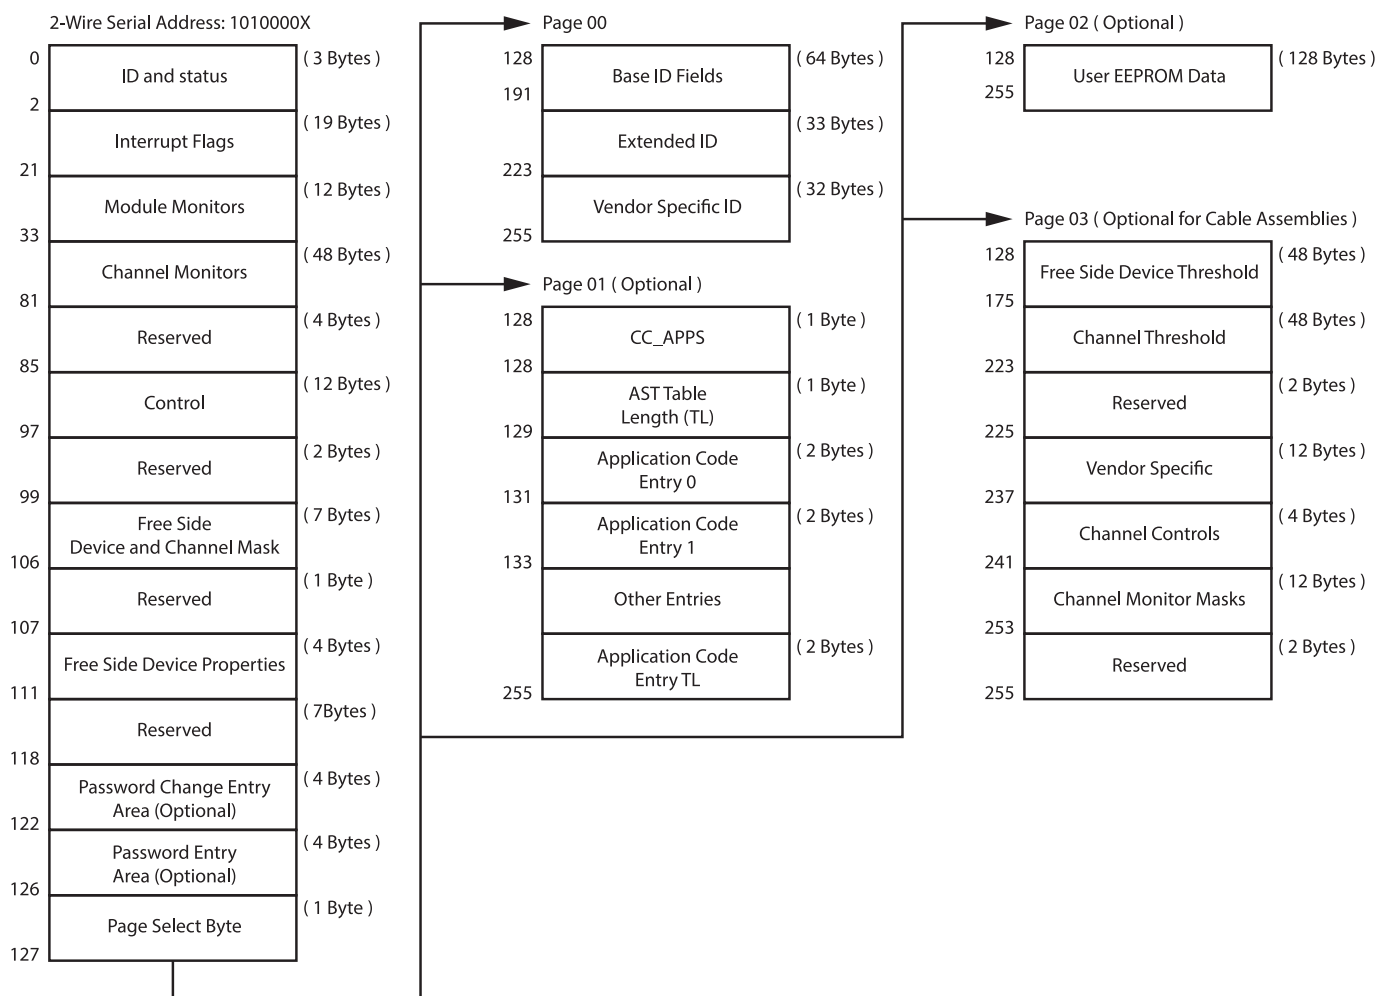 2-Wire Serial Address: 1010000X
0
ID and status
( 3 Bytes )
2
Interrupt Flags
( 19 Bytes )
21
Module Monitors
( 12 Bytes )
33
Channel Monitors
( 48 Bytes )
81
Reserved
( 4 Bytes )
85
Control
( 12 Bytes )
97
Reserved
( 2 Bytes )
99
Free Side
Device and Channel Mask
( 7 Bytes )
106
Reserved
( 1 Byte )
107
Free Side Device Properties
( 4 Bytes )
111
Reserved
( 7Bytes )
118
Password Change Entry
Area (Optional)
( 4 Bytes )
122
Password Entry
Area (Optional)
( 4 Bytes )
126
Page Select Byte
( 1 Byte )
127
Page 00
128
Base ID Fields
( 64 Bytes )
191
Extended ID
( 33 Bytes )
223
Vendor Specific ID
( 32 Bytes )
255
Page 01 ( Optional )
128
CC_APPS
( 1 Byte )
128
AST Table
Length (TL)
( 1 Byte )
129
Application Code
Entry 0
( 2 Bytes )
131
Application Code
Entry 1
( 2 Bytes )
133
Other Entries
Application Code
Entry TL
( 2 Bytes )
255
Page 02 ( Optional )
128
User EEPROM Data
( 128 Bytes )
255
Page 03 ( Optional for Cable Assemblies )
128
Free Side Device Threshold
( 48 Bytes )
175
Channel Threshold
( 48 Bytes )
223
Reserved
( 2 Bytes )
225
Vendor Specific
( 12 Bytes )
237
Channel Controls
( 4 Bytes )
241
Channel Monitor Masks
( 12 Bytes )
253
Reserved
( 2 Bytes )
255